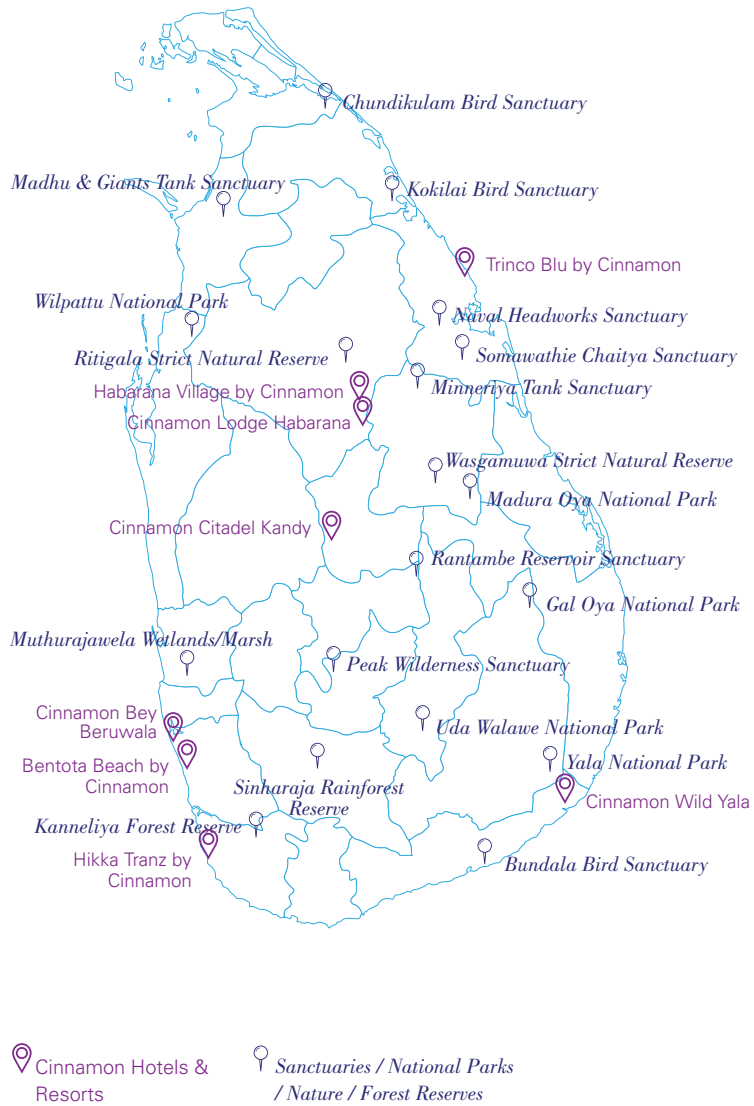 Chundikulam Bird Sanctuary
Madhu & Giants Tank Sanctuary
Kokilai Bird Sanctuary
Trinco Blu by Cinnamon
Wilpattu National Park
Naval Headworks Sanctuary
Ritigala Strict Natural Reserve
Somawathie Chaitya Sanctuary
Habarana Village by Cinnamon
Minneriya Tank Sanctuary
Cinnamon Lodge Habarana
Wasgamuwa Strict Natural Reserve
Madura Oya National Park
Cinnamon Citadel Kandy
Rantambe Reservoir Sanctuary
Gal Oya National Park
Muthurajawela Wetlands/Marsh
Peak Wilderness Sanctuary
Cinnamon Bey
Beruwala
Uda Walawe National Park
Bentota Beach by
Cinnamon
Yala National Park
Sinharaja Rainforest
Reserve
Cinnamon Wild Yala
Kanneliya Forest Reserve
Hikka Tranz by
Cinnamon
Bundala Bird Sanctuary
Cinnamon Hotels &
Resorts
Sanctuaries / National Parks
/ Nature / Forest Reserves